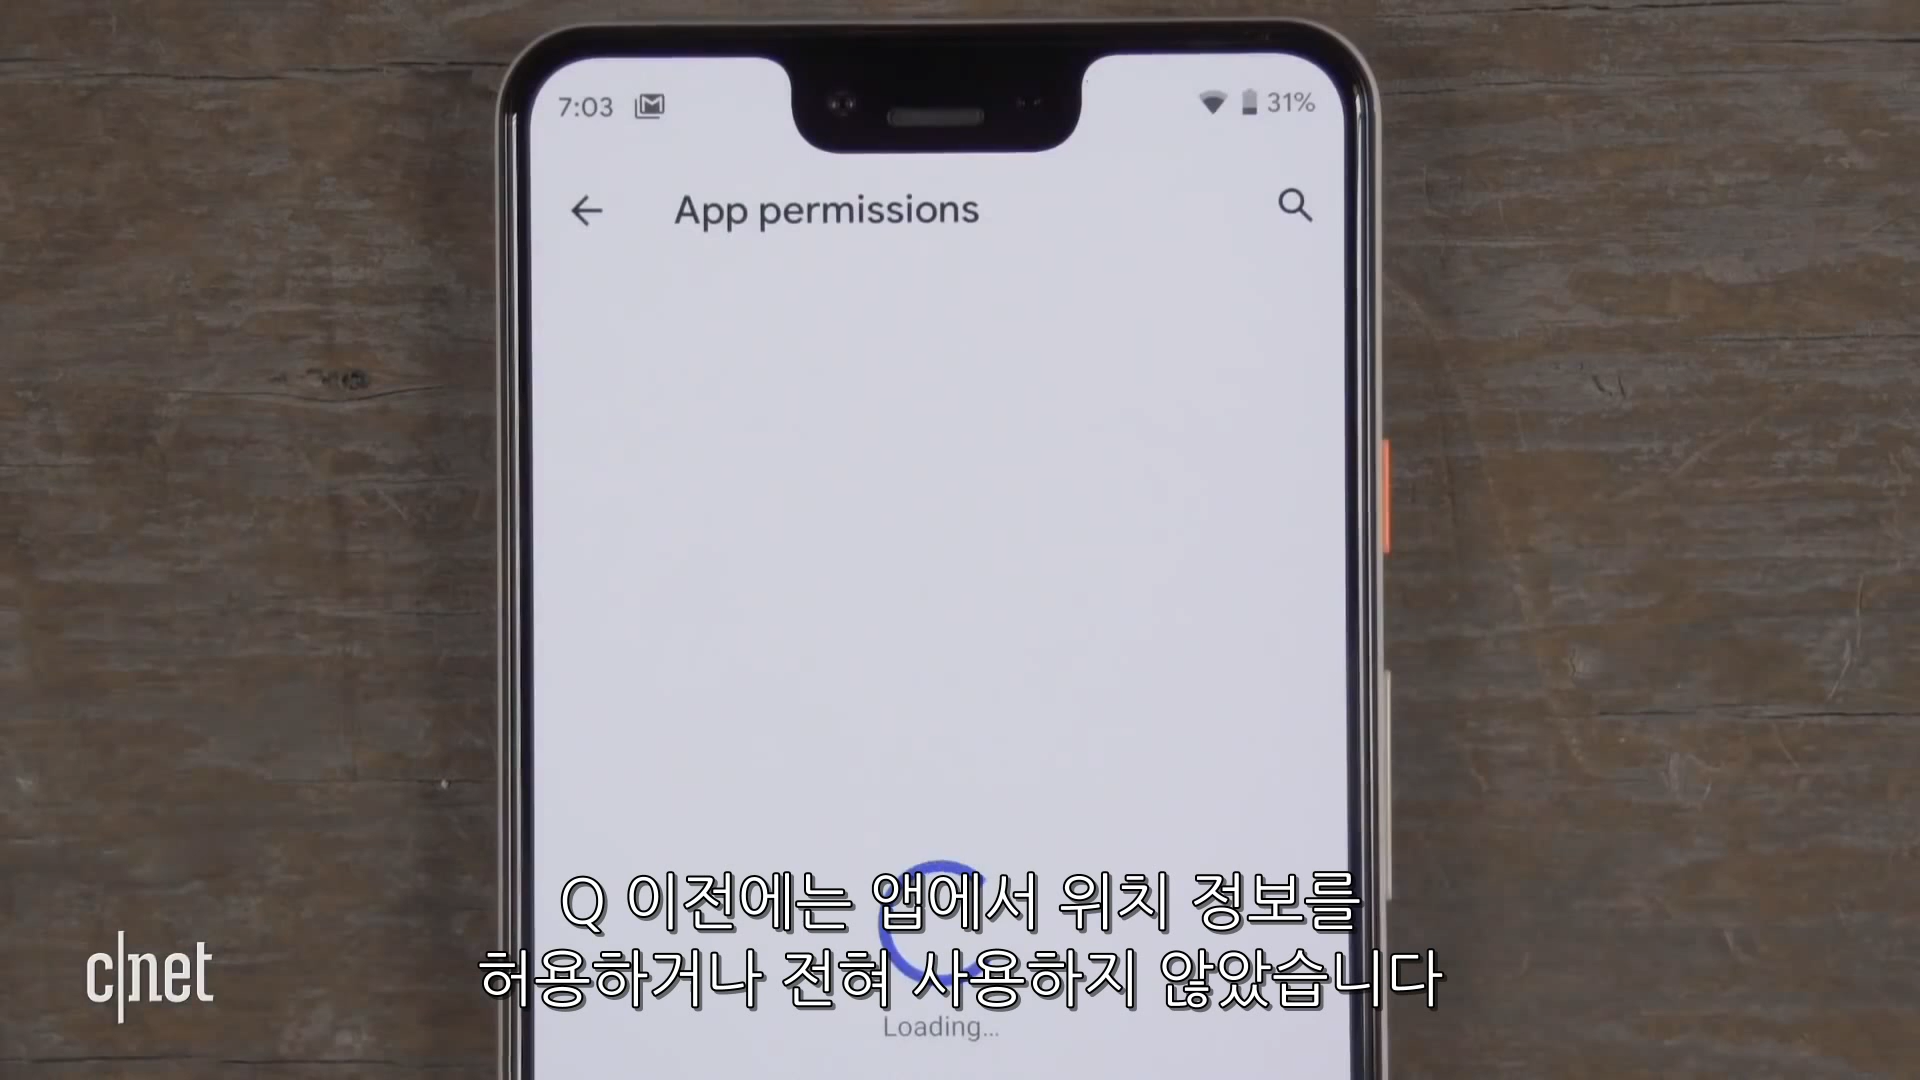 7:03
31%
App permissions
Q 이전에는 앱에서 위치 정보를
허용하거나 전혀 사용하지 않았습니다
c|net
Loading...